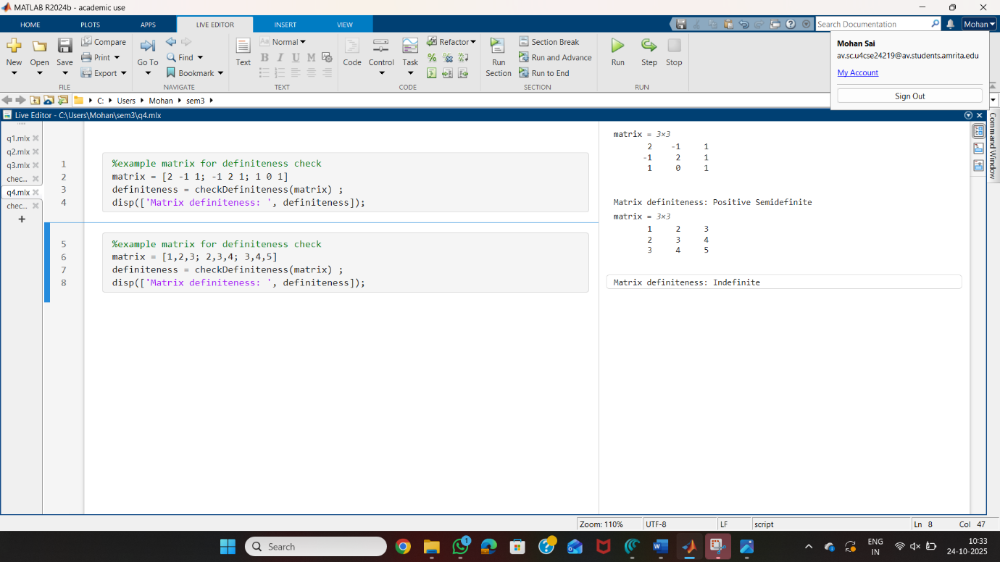 MATLAB R2024b - academic use
HOME PLOTS APPS LIVE EDITOR INSERT VIEW
Search Documentation
Mohan
Mohan Sai
av.sc.u4cse24219@av.students.amrita.edu
My Account
Sign Out
New Open Save
Compare
Print
Export
FILE
Go To
Find
Bookmark
NAVIGATE
Text
Aa Normal
B I U M
TEXT
Code Control Task
Refactor
CODE
Run Section
Section Break
Run and Advance
Run to End
SECTION
Run Step Stop
RUN
C: Users Mohan sem3
Live Editor - C:\Users\Mohan\sem3\q4.mlx
Command Window
q1.mlx
q2.mlx
q3.mlx
chec...
q4.mlx
chec...
+
1 %example matrix for definiteness check
2 matrix = [2 -1 1; -1 2 1; 1 0 1]
3 definiteness = checkDefiniteness(matrix) ;
4 disp(['Matrix definiteness: ', definiteness]);
5 %example matrix for definiteness check
6 matrix = [1,2,3; 2,3,4; 3,4,5]
7 definiteness = checkDefiniteness(matrix) ;
8 disp(['Matrix definiteness: ', definiteness]);
matrix = 3×3
2 -1 1
-1 2 1
1 0 1
Matrix definiteness: Positive Semidefinite
matrix = 3×3
1 2 3
2 3 4
3 4 5
Matrix definiteness: Indefinite
Zoom: 110% UTF-8 LF script Ln 8 Col 47
Search
1
ENG
IN
10:33
24-10-2025